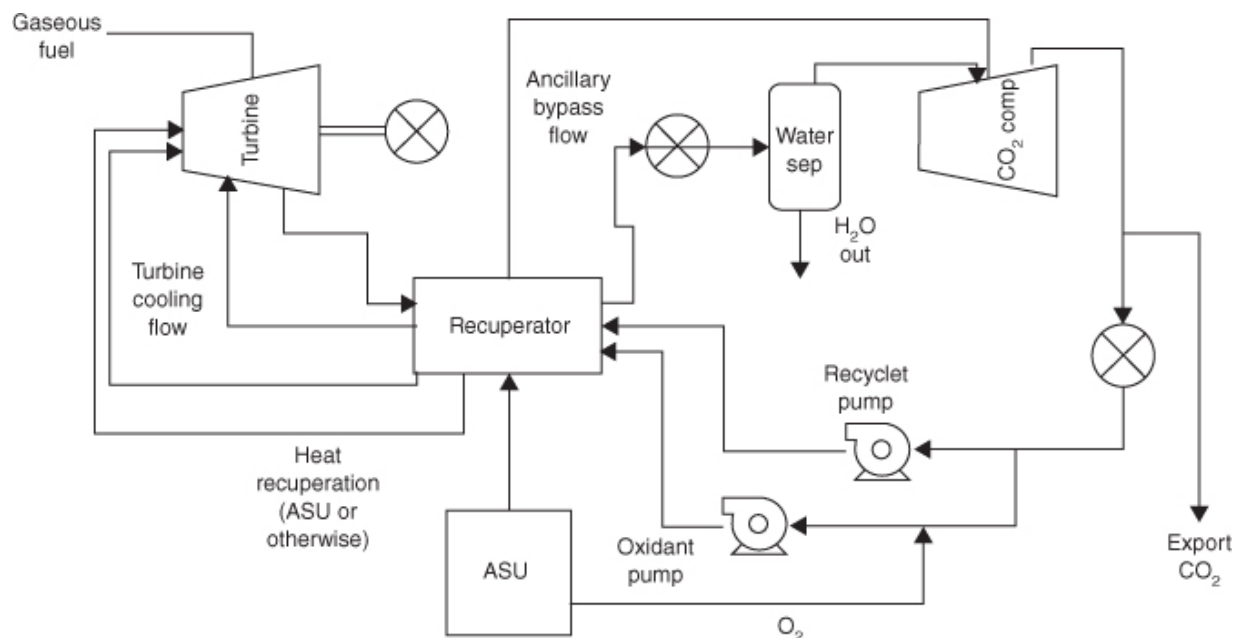 Gaseous
fuel
Turbine
Ancillary
bypass
flow
Water
sep
CO₂ comp
H₂O
out
Turbine
cooling
flow
Recuperator
Recyclet
pump
Heat
recuperation
(ASU or
otherwise)
ASU
Oxidant
pump
O₂
Export
CO₂